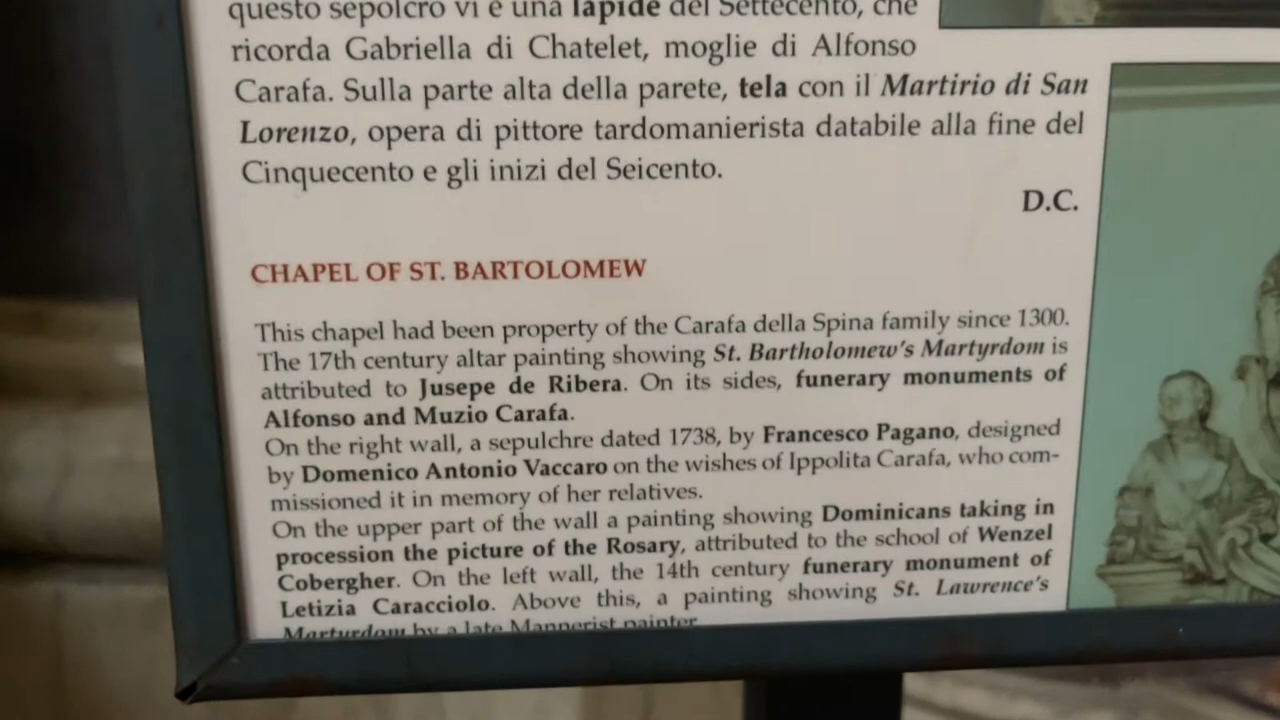 questo sepolcro vi è una lapide del Settecento, che
ricorda Gabriella di Chatelet, moglie di Alfonso
Carafa. Sulla parte alta della parete, tela con il Martirio di San
Lorenzo, opera di pittore tardomanierista databile alla fine del
Cinquecento e gli inizi del Seicento.
D.C.
CHAPEL OF ST. BARTOLOMEW
This chapel had been property of the Carafa della Spina family since 1300.
The 17th century altar painting showing St. Bartholomew's Martyrdom is
attributed to Jusepe de Ribera. On its sides, funerary monuments of
Alfonso and Muzio Carafa.
On the right wall, a sepulchre dated 1738, by Francesco Pagano, designed
by Domenico Antonio Vaccaro on the wishes of Ippolita Carafa, who com-
missioned it in memory of her relatives.
On the upper part of the wall a painting showing Dominicans taking in
procession the picture of the Rosary, attributed to the school of Wenzel
Cobergher. On the left wall, the 14th century funerary monument of
Letizia Caracciolo. Above this, a painting showing St. Lawrence's
Martyrdom by a late Mannerist painter